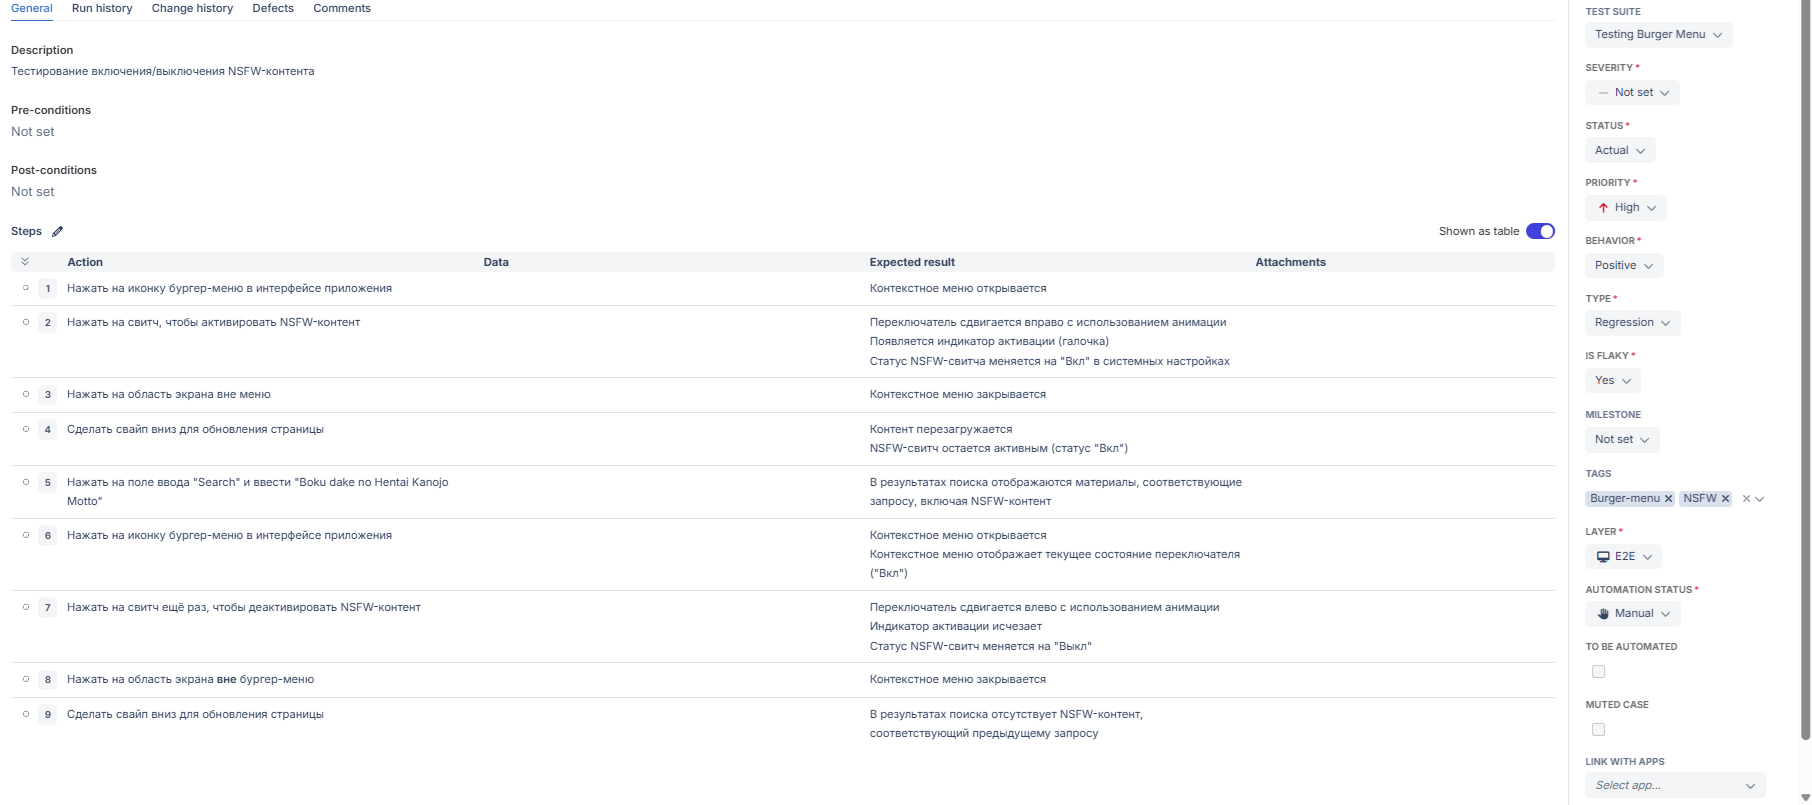 General Run history Change history Defects Comments
Description
Тестирование включения/выключения NSFW-контента
Pre-conditions
Not set
Post-conditions
Not set
Steps
Shown as table
Action Data Expected result Attachments
1 Нажать на иконку бургер-меню в интерфейсе приложения
Контекстное меню открывается
2 Нажать на свитч, чтобы активировать NSFW-контент
Переключатель сдвигается вправо с использованием анимации
Появляется индикатор активации (галочка)
Статус NSFW-свитча меняется на "Вкл" в системных настройках
3 Нажать на область экрана вне меню
Контекстное меню закрывается
4 Сделать свайп вниз для обновления страницы
Контент перезагружается
NSFW-свитч остается активным (статус "Вкл")
5 Нажать на поле ввода "Search" и ввести "Boku dake no Hentai Kanojo
Motto"
В результатах поиска отображаются материалы, соответствующие
запросу, включая NSFW-контент
6 Нажать на иконку бургер-меню в интерфейсе приложения
Контекстное меню открывается
Контекстное меню отображает текущее состояние переключателя
("Вкл")
7 Нажать на свитч ещё раз, чтобы деактивировать NSFW-контент
Переключатель сдвигается влево с использованием анимации
Индикатор активации исчезает
Статус NSFW-свитч меняется на "Выкл"
8 Нажать на область экрана вне бургер-меню
Контекстное меню закрывается
9 Сделать свайп вниз для обновления страницы
В результатах поиска отсутствует NSFW-контент,
соответствующий предыдущему запросу
TEST SUITE
Testing Burger Menu
SEVERITY *
Not set
STATUS *
Actual
PRIORITY *
High
BEHAVIOR *
Positive
TYPE *
Regression
IS FLAKY *
Yes
MILESTONE
Not set
TAGS
Burger-menu NSFW
LAYER *
E2E
AUTOMATION STATUS *
Manual
TO BE AUTOMATED
MUTED CASE
LINK WITH APPS
Select app...